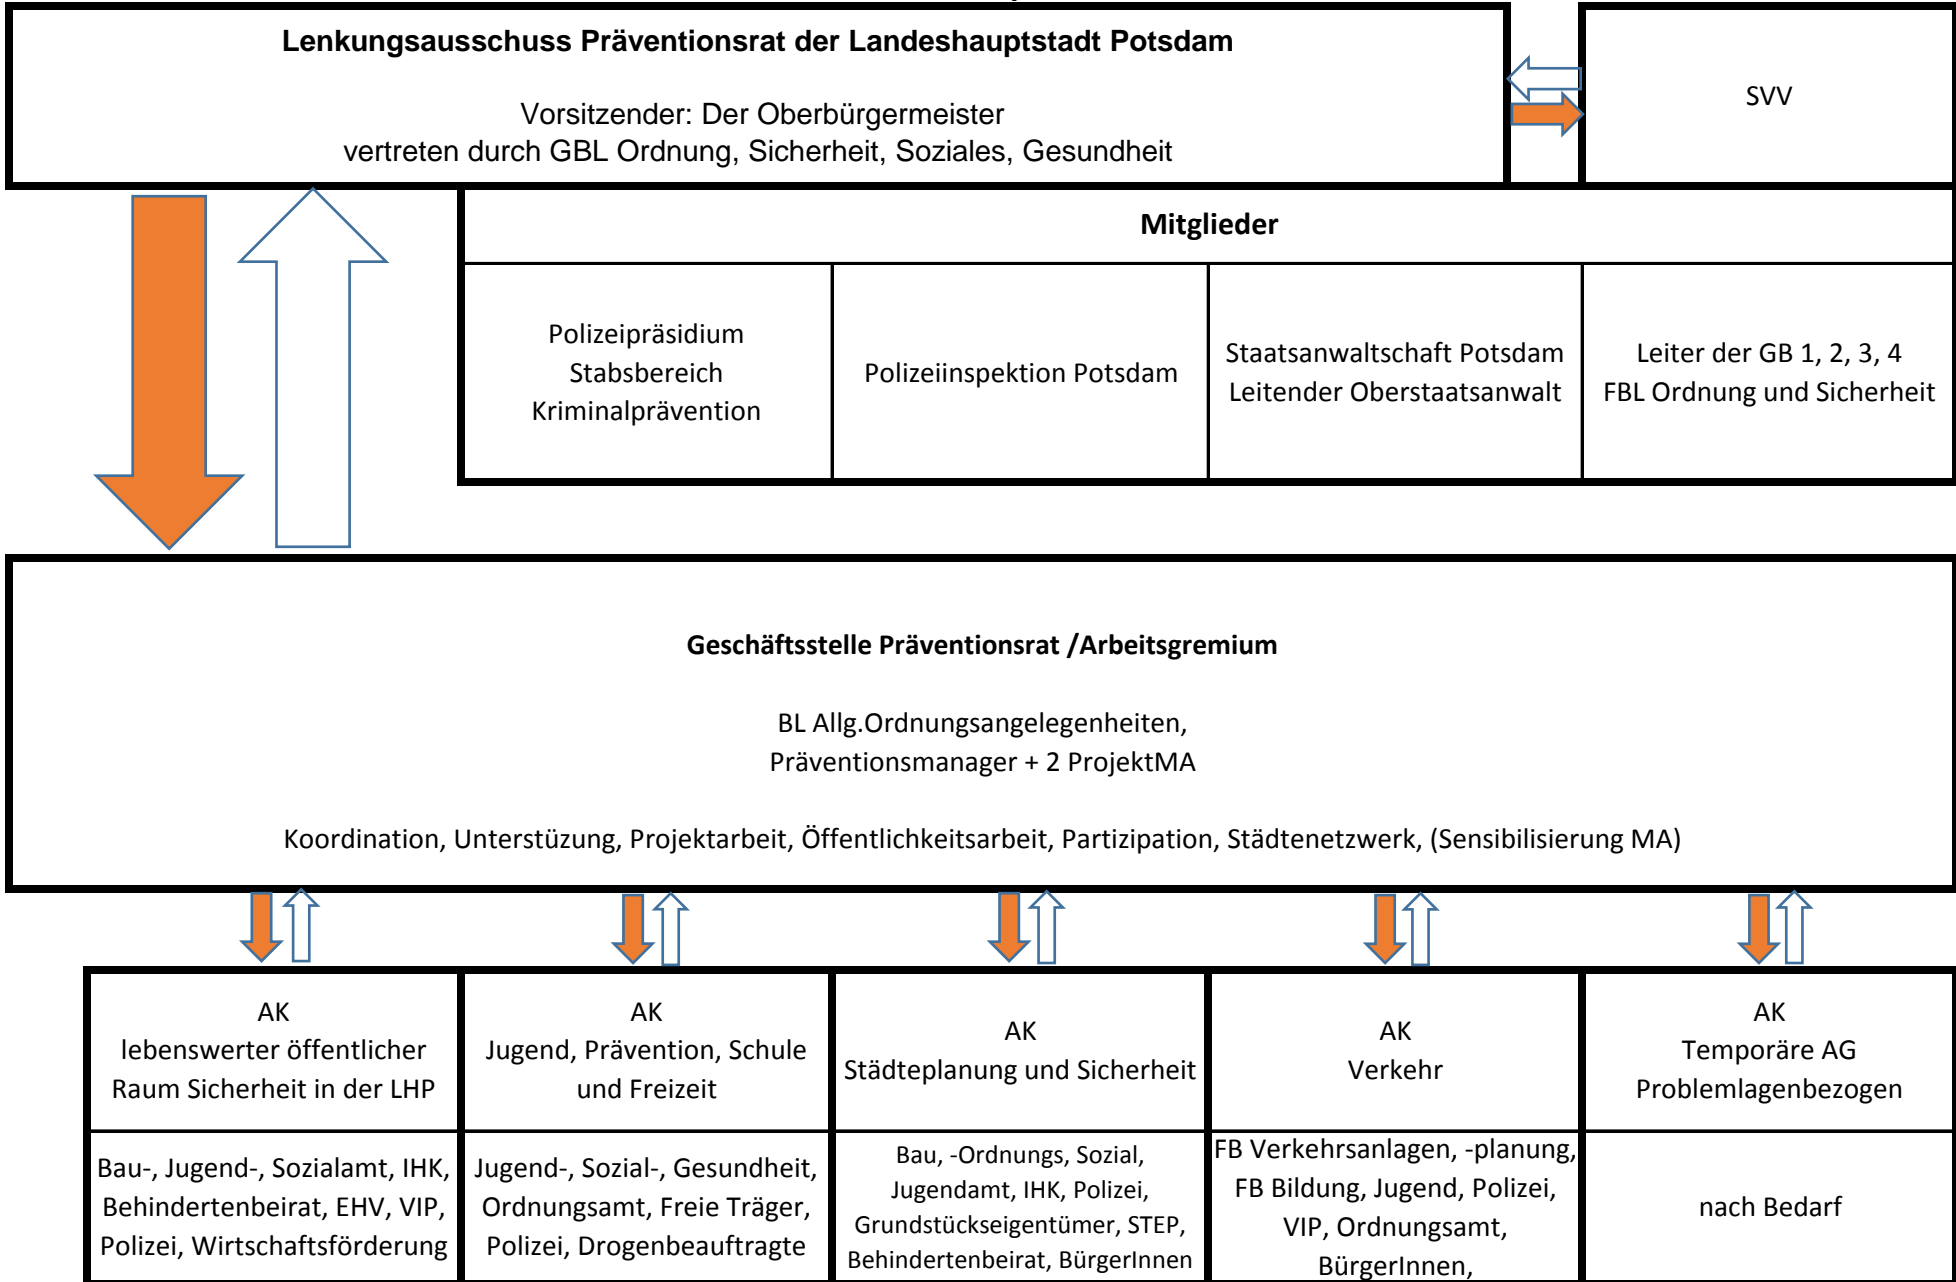 Lenkungsausschuss Präventionsrat der Landeshauptstadt Potsdam
Vorsitzender: Der Oberbürgermeister
vertreten durch GBL Ordnung, Sicherheit, Soziales, Gesundheit
SVV
Mitglieder
Polizeipräsidium
Stabsbereich
Kriminalprävention
Polizeiinspektion Potsdam
Staatsanwaltschaft Potsdam
Leitender Oberstaatsanwalt
Leiter der GB 1, 2, 3, 4
FBL Ordnung und Sicherheit
Geschäftsstelle Präventionsrat /Arbeitsgremium
BL Allg.Ordnungsangelegenheiten,
Präventionsmanager + 2 ProjektMA
Koordination, Unterstüzung, Projektarbeit, Öffentlichkeitsarbeit, Partizipation, Städtenetzwerk, (Sensibilisierung MA)
AK
lebenswerter öffentlicher
Raum Sicherheit in der LHP
AK
Jugend, Prävention, Schule
und Freizeit
AK
Städteplanung und Sicherheit
AK
Verkehr
AK
Temporäre AG
Problemlagenbezogen
Bau-, Jugend-, Sozialamt, IHK,
Behindertenbeirat, EHV, VIP,
Polizei, Wirtschaftsförderung
Jugend-, Sozial-, Gesundheit,
Ordnungsamt, Freie Träger,
Polizei, Drogenbeauftragte
Bau, -Ordnungs, Sozial,
Jugendamt, IHK, Polizei,
Grundstückseigentümer, STEP,
Behindertenbeirat, BürgerInnen
FB Verkehrsanlagen, -planung,
FB Bildung, Jugend, Polizei,
VIP, Ordnungsamt,
BürgerInnen,
nach Bedarf